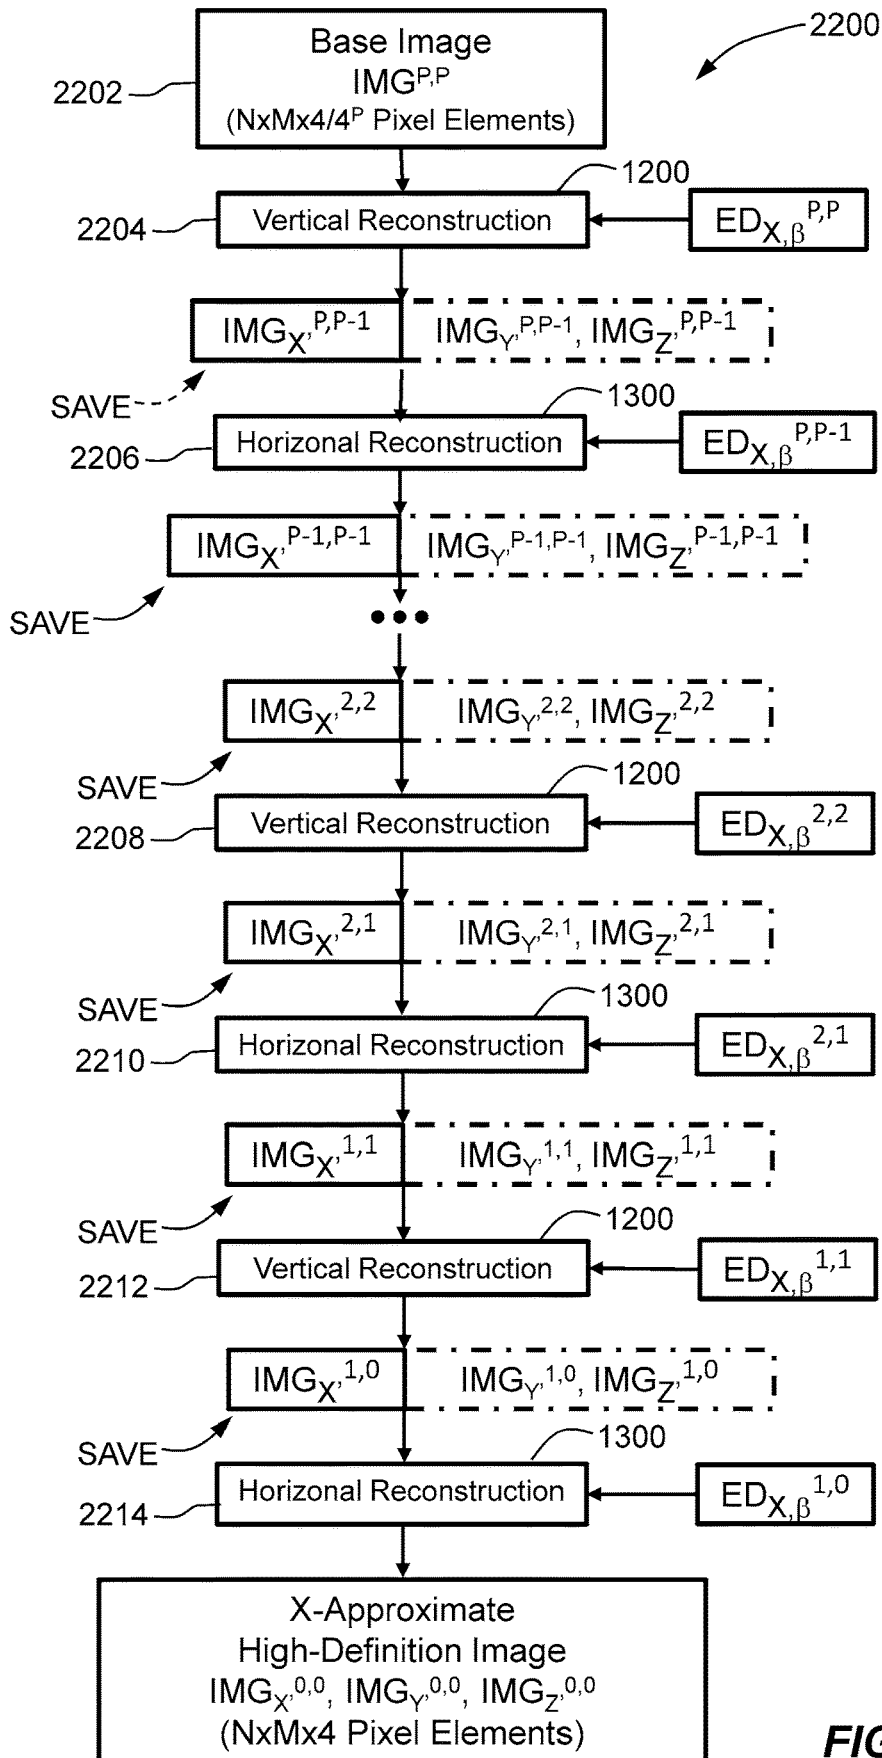 2200
Base Image
IMG^P,P
(NxMx4/4^P Pixel Elements)
2202
1200
2204
Vertical Reconstruction
ED_X,β^P,P
IMG_X'^P,P-1
IMG_Y'^P,P-1, IMG_Z'^P,P-1
SAVE
1300
2206
Horizonal Reconstruction
ED_X,β^P,P-1
IMG_X'^P-1,P-1
IMG_Y'^P-1,P-1, IMG_Z'^P-1,P-1
SAVE
•••
IMG_X'^2,2
IMG_Y'^2,2, IMG_Z'^2,2
SAVE
1200
2208
Vertical Reconstruction
ED_X,β^2,2
IMG_X'^2,1
IMG_Y'^2,1, IMG_Z'^2,1
SAVE
1300
2210
Horizonal Reconstruction
ED_X,β^2,1
IMG_X'^1,1
IMG_Y'^1,1, IMG_Z'^1,1
SAVE
1200
2212
Vertical Reconstruction
ED_X,β^1,1
IMG_X'^1,0
IMG_Y'^1,0, IMG_Z'^1,0
SAVE
1300
2214
Horizonal Reconstruction
ED_X,β^1,0
X-Approximate
High-Definition Image
IMG_X'^0,0, IMG_Y'^0,0, IMG_Z'^0,0
(NxMx4 Pixel Elements)
FIG